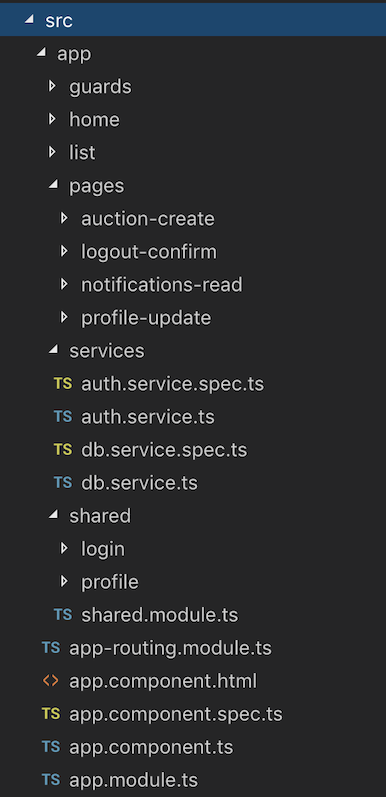 src
app
guards
home
list
pages
auction-create
logout-confirm
notifications-read
profile-update
services
TS auth.service.spec.ts
TS auth.service.ts
TS db.service.spec.ts
TS db.service.ts
shared
login
profile
TS shared.module.ts
TS app-routing.module.ts
<> app.component.html
TS app.component.spec.ts
TS app.component.ts
TS app.module.ts